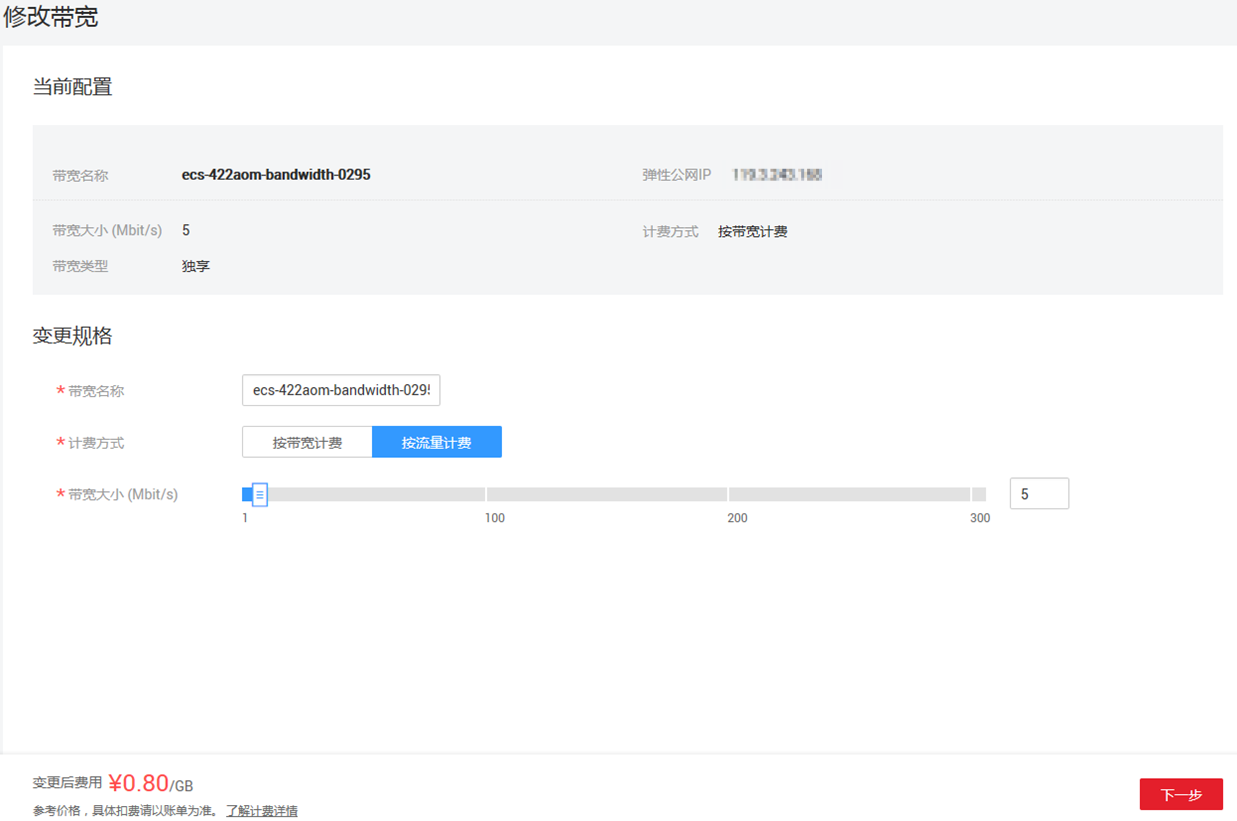 修改带宽
当前配置
带宽名称 ecs-422aom-bandwidth-0295 弹性公网IP
带宽大小 (Mbit/s) 5 计费方式 按带宽计费
带宽类型 独享
变更规格
* 带宽名称 ecs-422aom-bandwidth-029
* 计费方式 按带宽计费 按流量计费
* 带宽大小 (Mbit/s) 5
1 100 200 300
变更后费用 ¥0.80/GB
参考价格，具体扣费请以账单为准。 了解计费详情
下一步